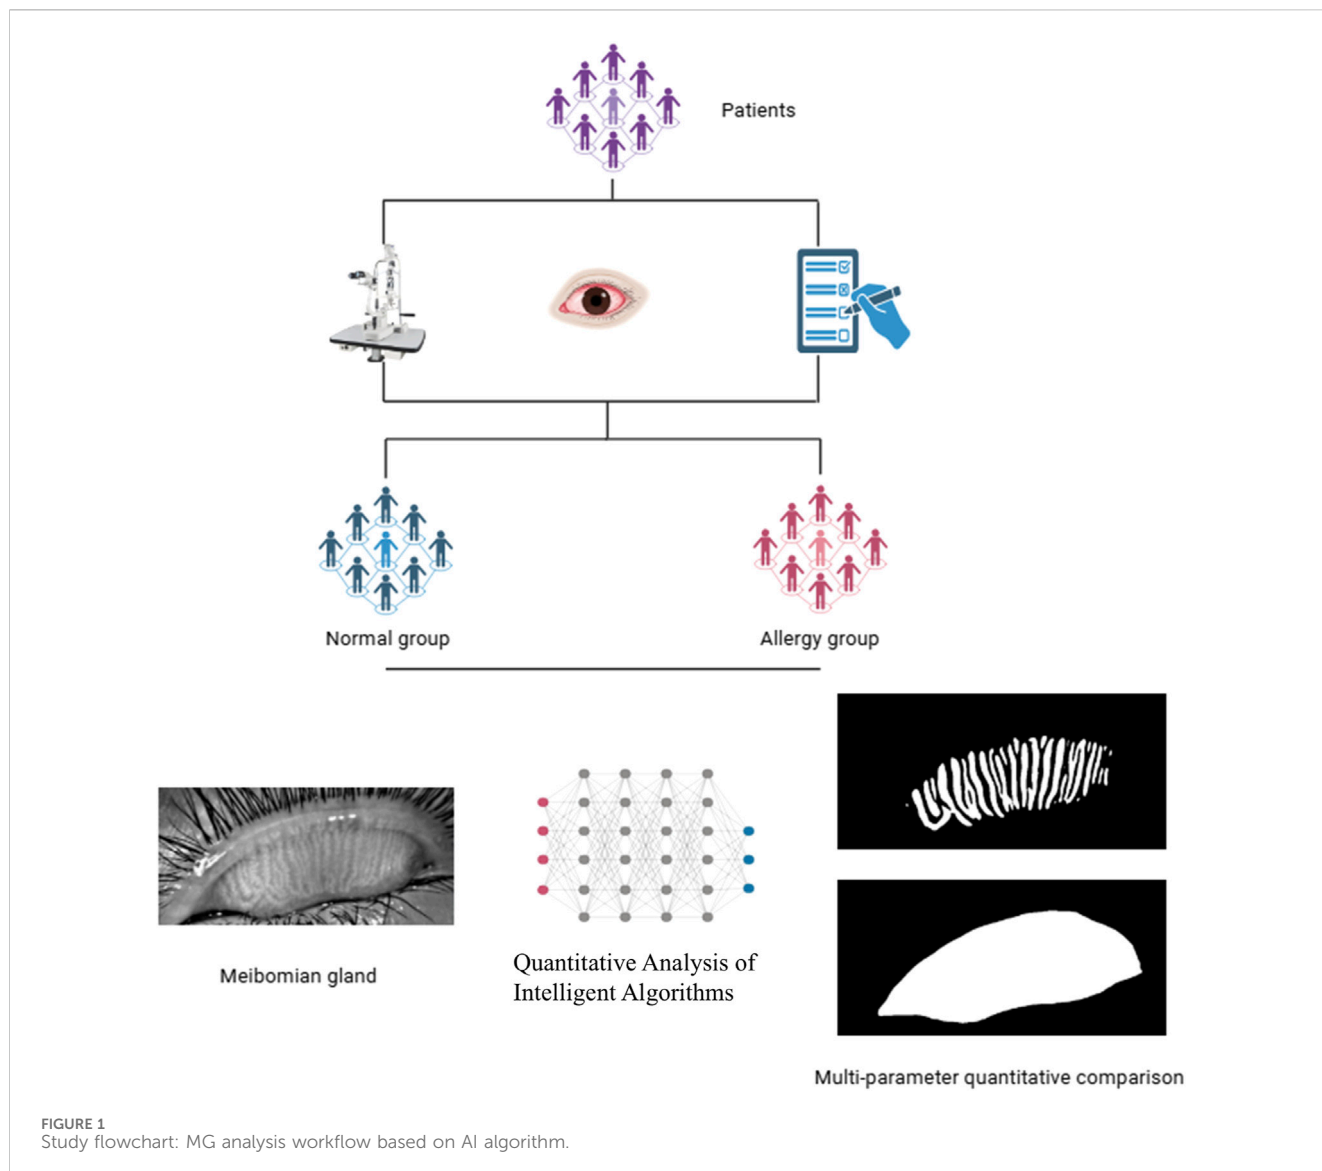 Patients
Normal group
Allergy group
Meibomian gland
Quantitative Analysis of
Intelligent Algorithms
Multi-parameter quantitative comparison
FIGURE 1
Study flowchart: MG analysis workflow based on AI algorithm.